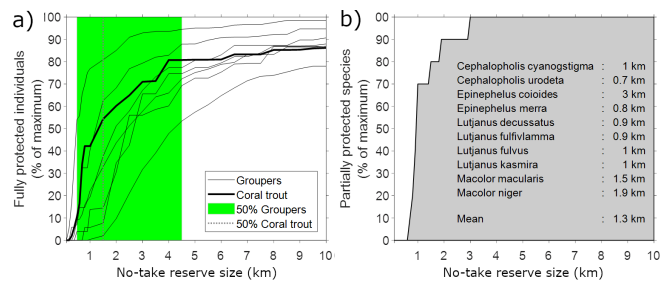 a)
Fully protected individuals
(% of maximum)
100
90
80
70
60
50
40
30
20
10
0
Groupers
Coral trout
50% Groupers
50% Coral trout
1 2 3 4 5 6 7 8 9 10
No-take reserve size (km)
b)
Partially protected species
(% of maximum)
100
90
80
70
60
50
40
30
20
10
0
Cephalopholis cyanogstigma : 1 km
Cephalopholis urodeta : 0.7 km
Epinephelus coioides : 3 km
Epinephelus merra : 0.8 km
Lutjanus decussatus : 0.9 km
Lutjanus fulfivlamma : 0.9 km
Lutjanus fulvus : 1 km
Lutjanus kasmira : 1 km
Macolor macularis : 1.5 km
Macolor niger : 1.9 km
Mean : 1.3 km
1 2 3 4 5 6 7 8 9 10
No-take reserve size (km)